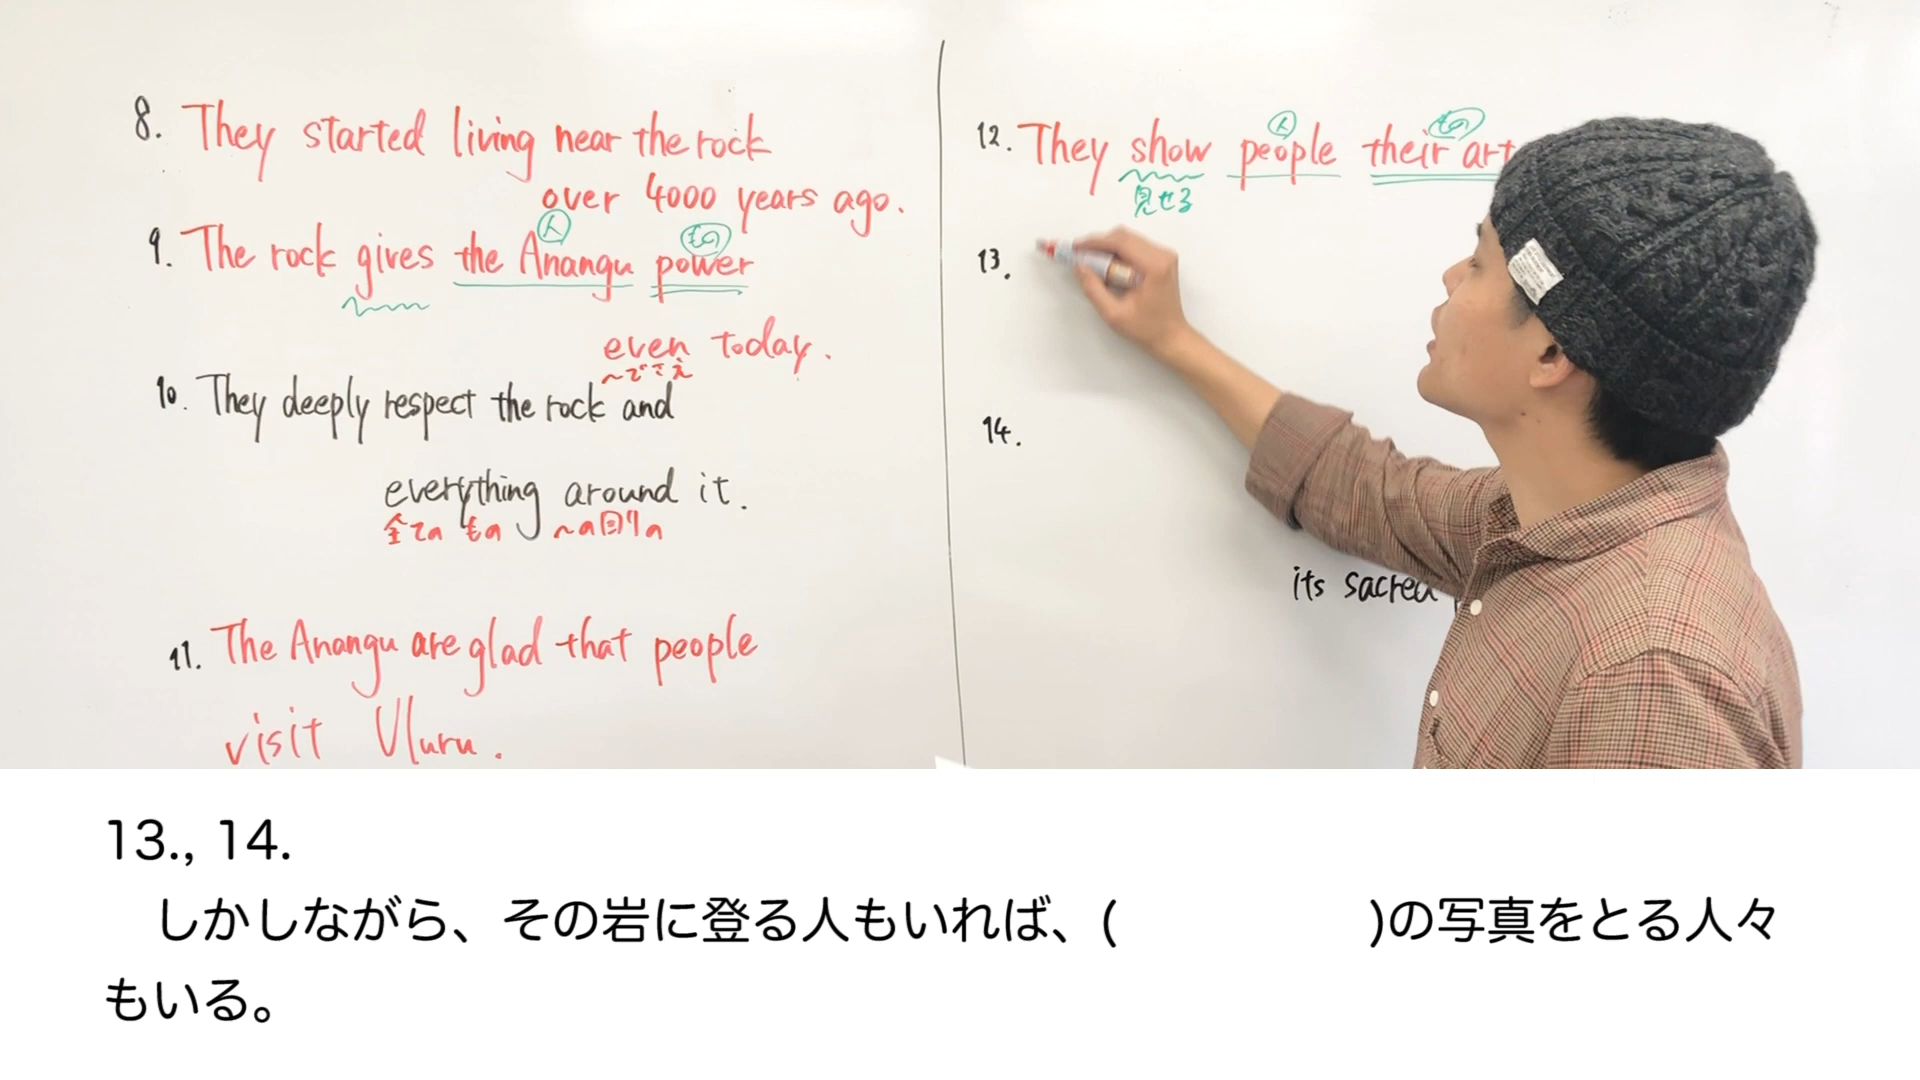 8. They started living near the rock
over 4000 years ago.
人 もの
9. The rock gives the Anangu power
even today.
〜でさえ
10. They deeply respect the rock and
everything around it.
全ての もの 〜の回りの
11. The Anangu are glad that people
visit Uluru.
人 もの
12. They show people their art
見せる
13.
14.
its sacred
13., 14.
しかしながら、その岩に登る人もいれば、( )の写真をとる人々
もいる。